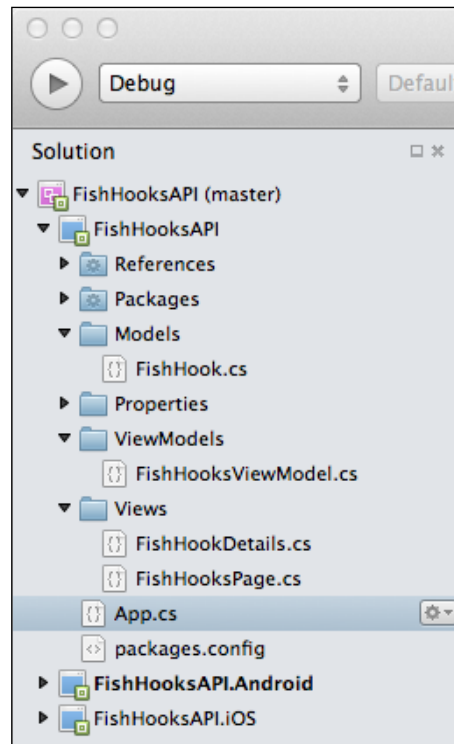 Debug
Defaul
Solution
FishHooksAPI (master)
FishHooksAPI
References
Packages
Models
FishHook.cs
Properties
ViewModels
FishHooksViewModel.cs
Views
FishHookDetails.cs
FishHooksPage.cs
App.cs
packages.config
FishHooksAPI.Android
FishHooksAPI.iOS